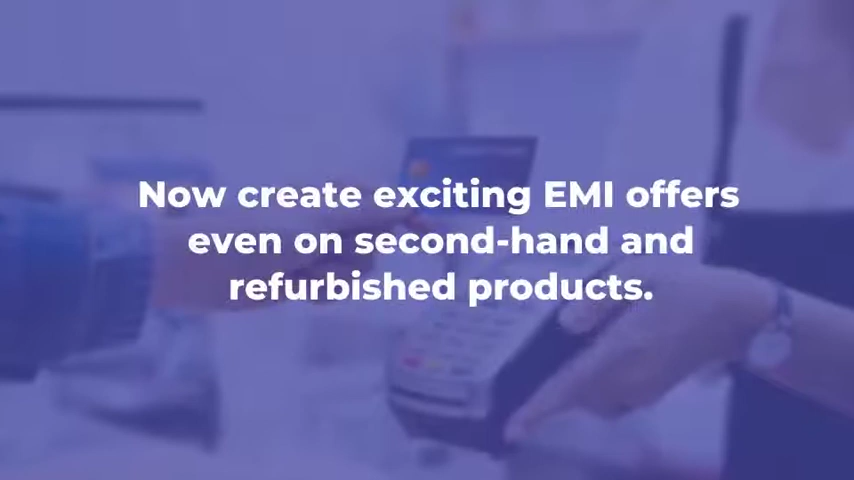 Now create exciting EMI offers
even on second-hand and
refurbished products.